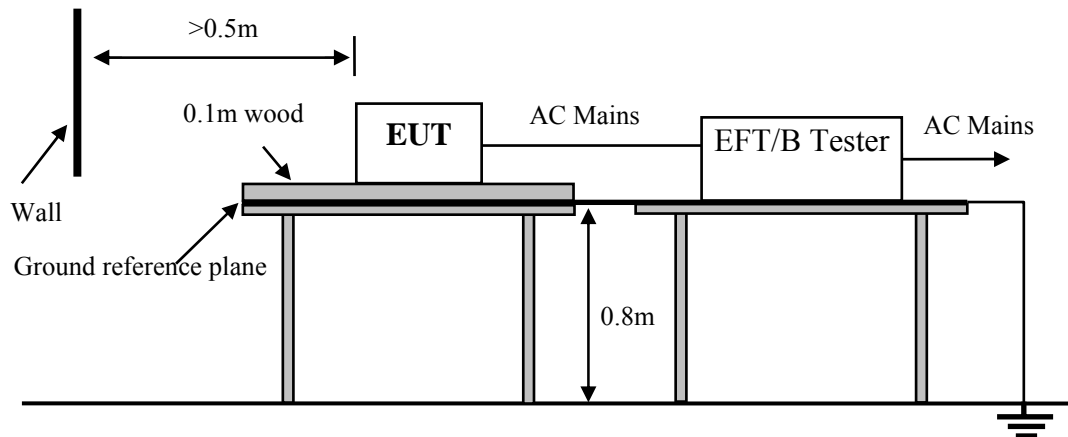 >0.5m
0.1m wood
EUT
AC Mains
EFT/B Tester
AC Mains
Wall
Ground reference plane
0.8m